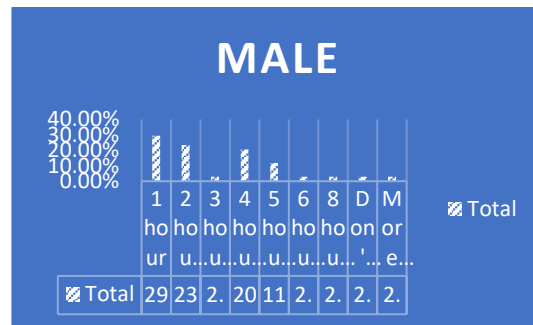 MALE
40.00%
30.00%
20.00%
10.00%
0.00%
1 hour
2 hou...
3 hou...
4 hou...
5 hou...
6 hou...
8 hou...
Don'...
More...
Total 29 23 2. 20 11 2. 2. 2. 2.
Total